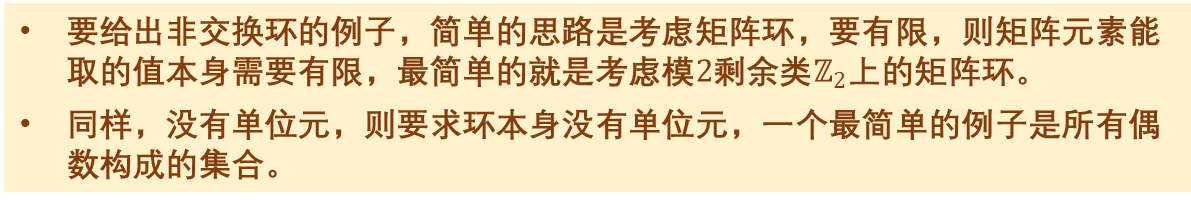 • 要给出非交换环的例子，简单的思路是考虑矩阵环，要有限，则矩阵元素能
取的值本身需要有限，最简单的就是考虑模2剩余类ℤ₂上的矩阵环。
• 同样，没有单位元，则要求环本身没有单位元，一个最简单的例子是所有偶
数构成的集合。